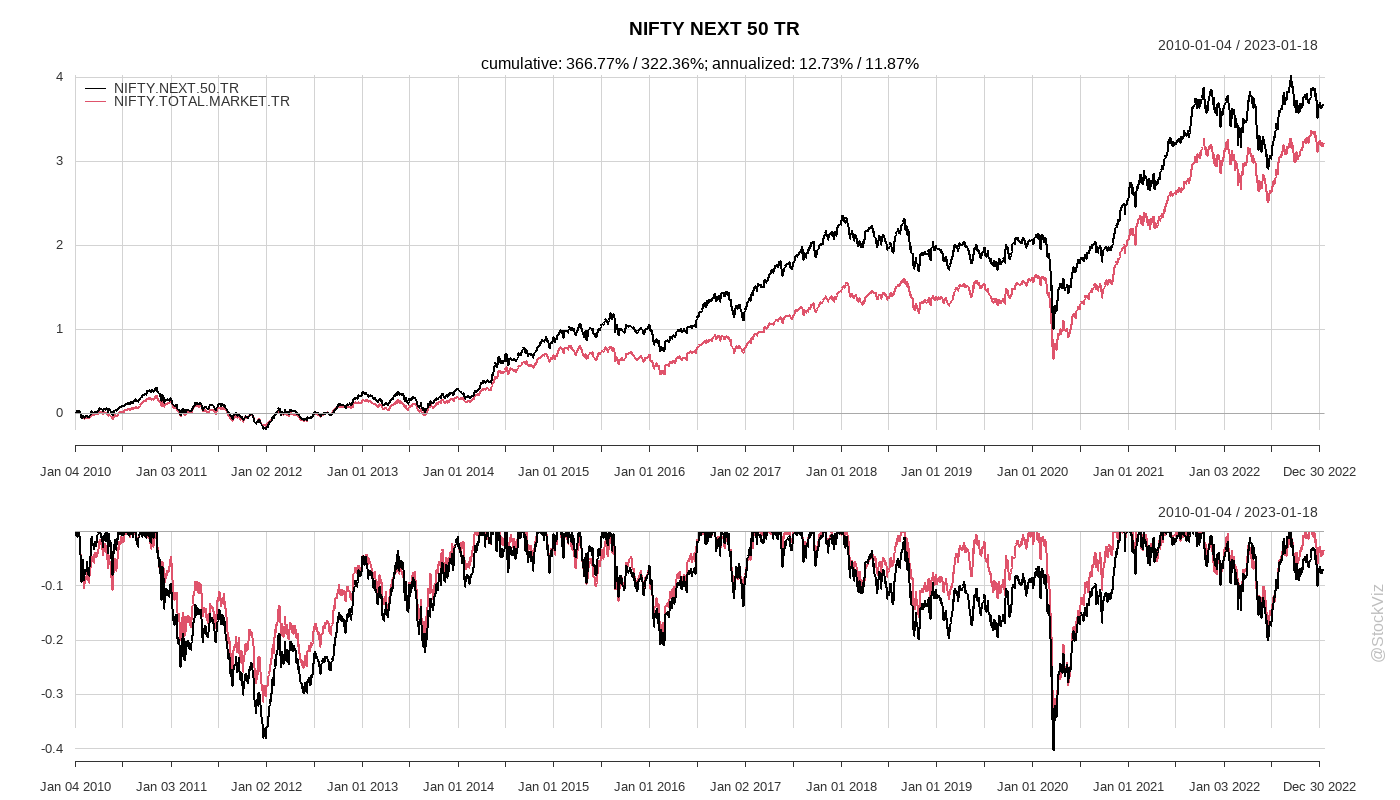 NIFTY NEXT 50 TR
2010-01-04 / 2023-01-18
cumulative: 366.77% / 322.36%; annualized: 12.73% / 11.87%
NIFTY.NEXT.50.TR
NIFTY.TOTAL.MARKET.TR
4
3
2
1
0
Jan 04 2010 Jan 03 2011 Jan 02 2012 Jan 01 2013 Jan 01 2014 Jan 01 2015 Jan 01 2016 Jan 02 2017 Jan 01 2018 Jan 01 2019 Jan 01 2020 Jan 01 2021 Jan 03 2022 Dec 30 2022
2010-01-04 / 2023-01-18
-0.1
-0.2
-0.3
-0.4
Jan 04 2010 Jan 03 2011 Jan 02 2012 Jan 01 2013 Jan 01 2014 Jan 01 2015 Jan 01 2016 Jan 02 2017 Jan 01 2018 Jan 01 2019 Jan 01 2020 Jan 01 2021 Jan 03 2022 Dec 30 2022
@StockViz